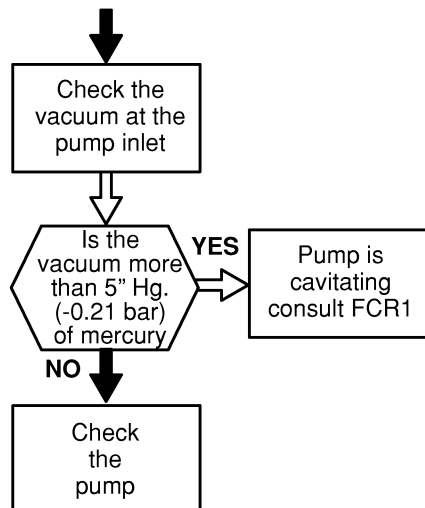 Check the
vacuum at the
pump inlet
Is the
vacuum more
than 5” Hg.
(-0.21 bar)
of mercury
YES
Pump is
cavitating
consult FCR1
NO
Check
the
pump